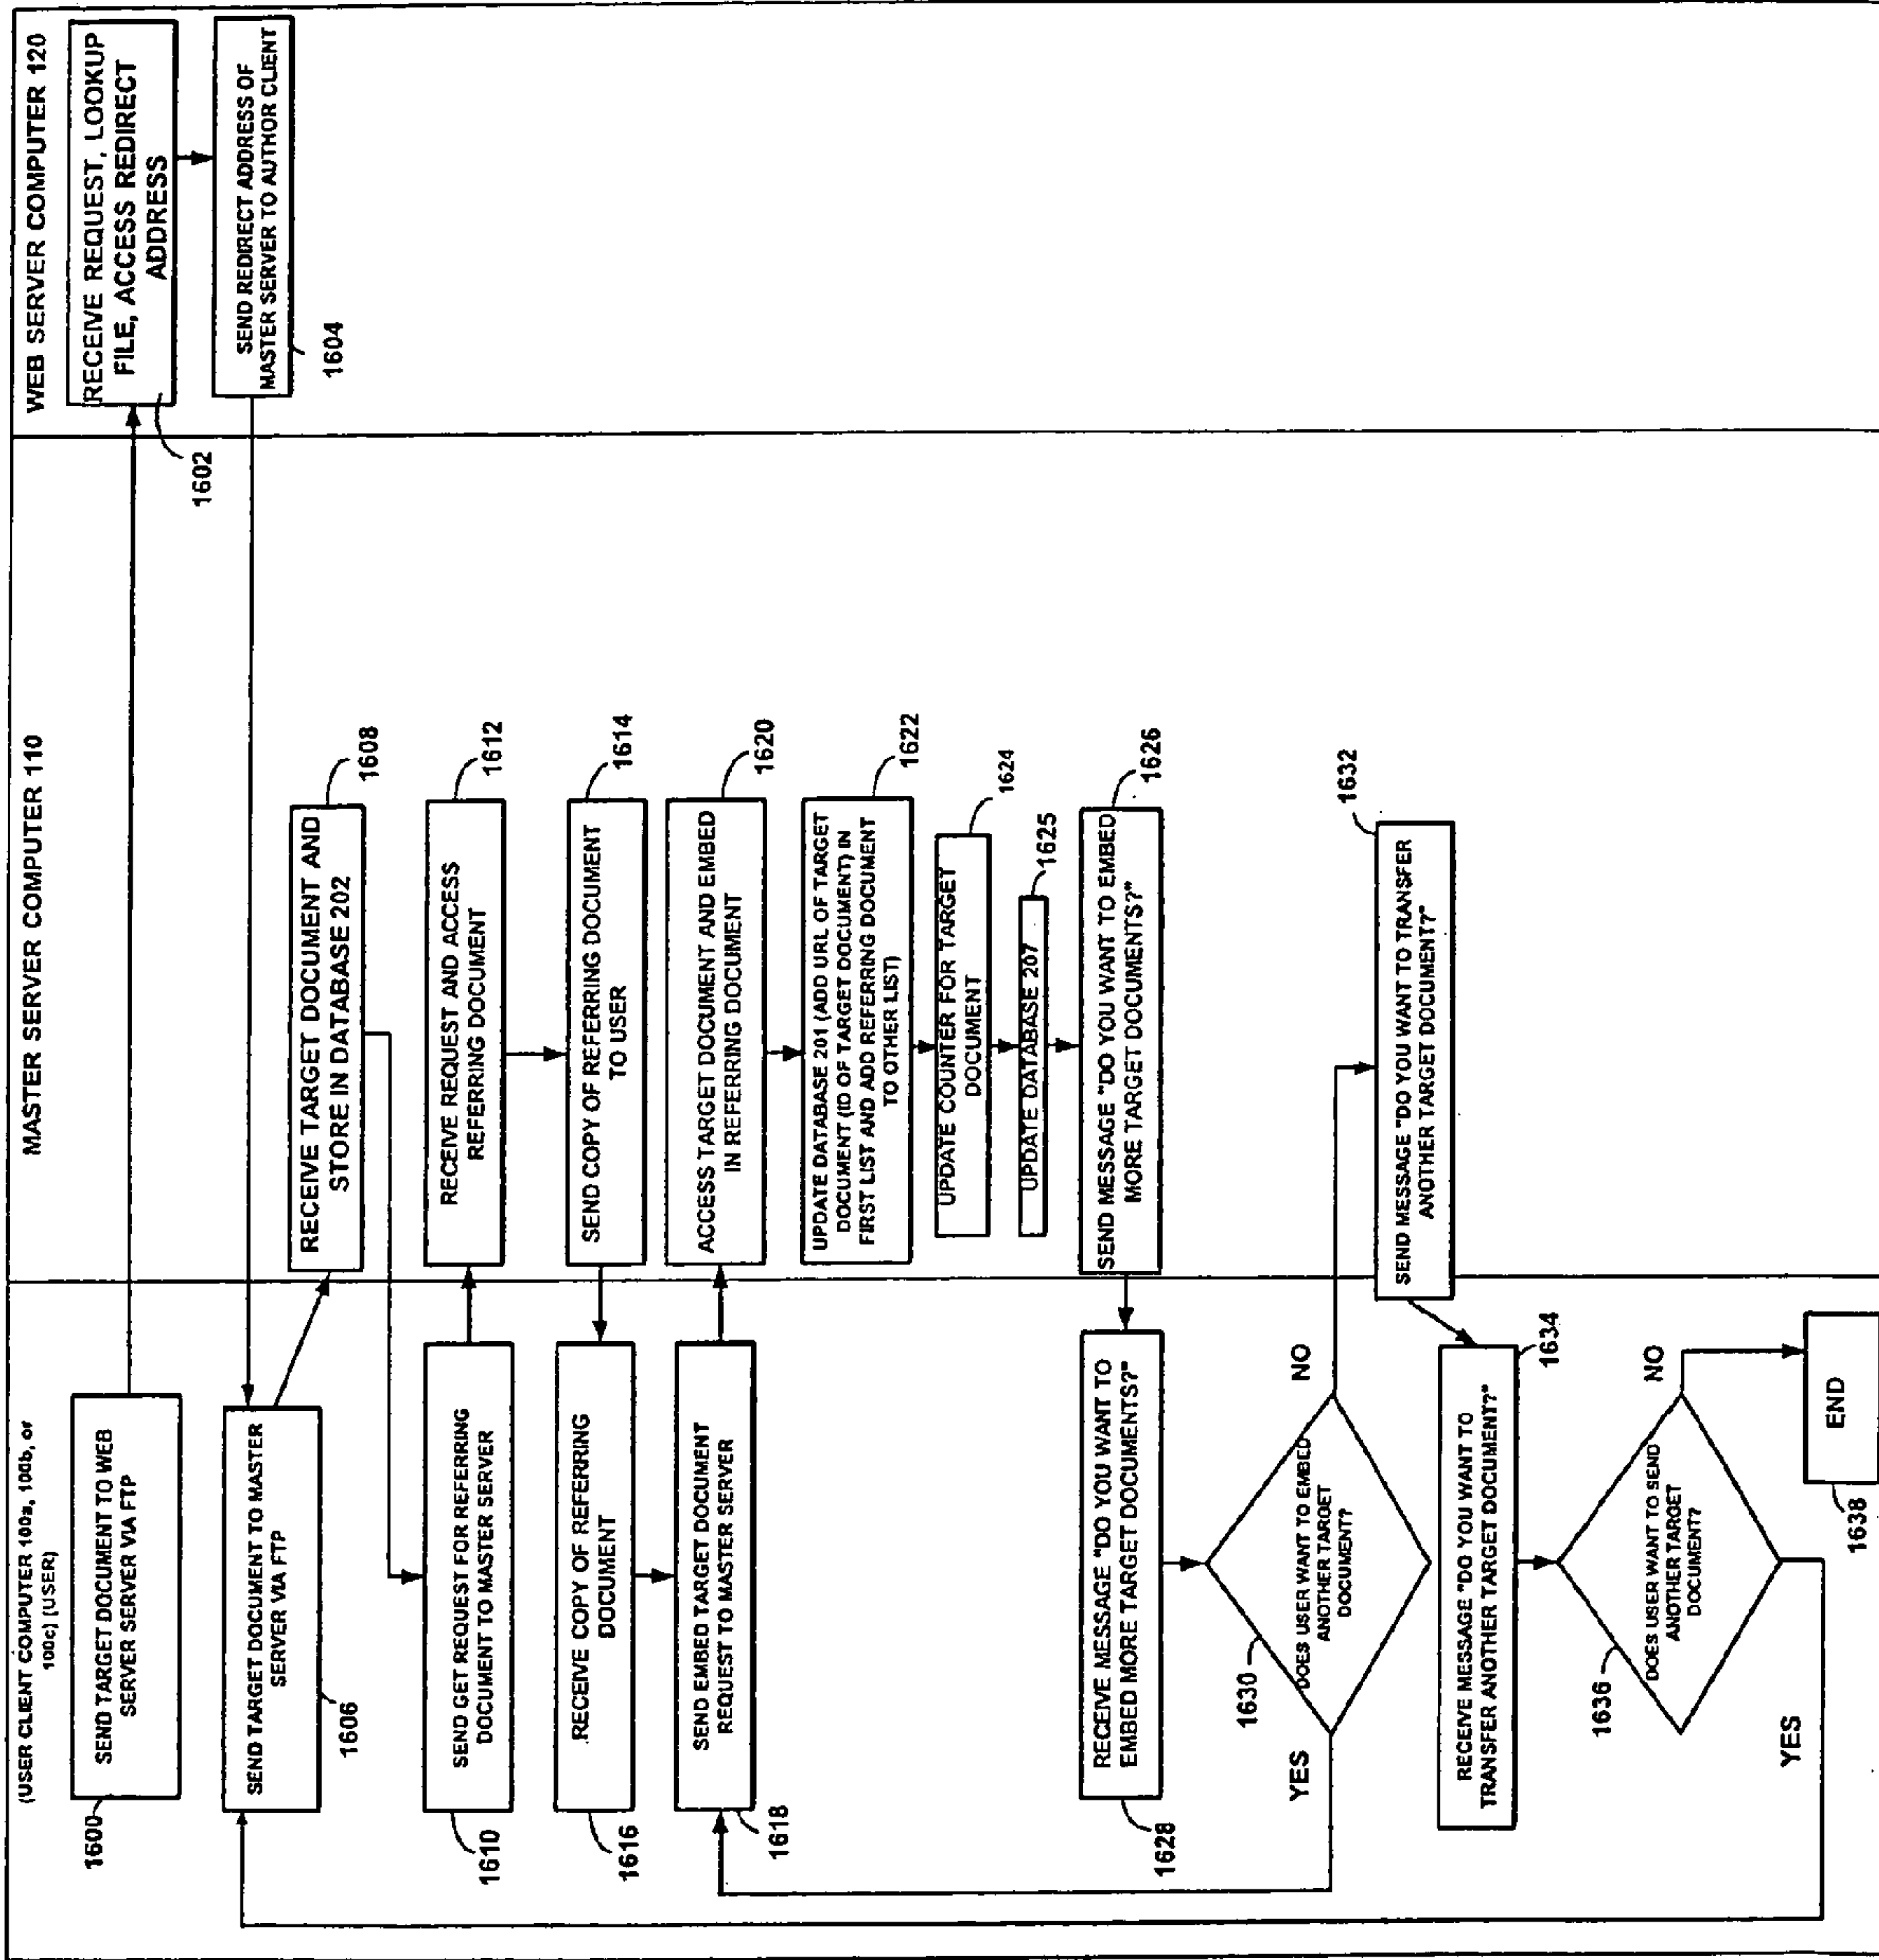 (USER CLIENT COMPUTER 100a, 100b, or
100c) (USER)
MASTER SERVER COMPUTER 110
WEB SERVER COMPUTER 120
SEND TARGET DOCUMENT TO WEB
SERVER SERVER VIA FTP
1600
RECEIVE REQUEST, LOOKUP
FILE, ACCESS REDIRECT
ADDRESS
1602
SEND REDIRECT ADDRESS OF
MASTER SERVER TO AUTHOR CLIENT
1604
SEND TARGET DOCUMENT TO MASTER
SERVER VIA FTP
1606
RECEIVE TARGET DOCUMENT AND
STORE IN DATABASE 202
1608
SEND GET REQUEST FOR REFERRING
DOCUMENT TO MASTER SERVER
1610
RECEIVE REQUEST AND ACCESS
REFERRING DOCUMENT
1612
SEND COPY OF REFERRING DOCUMENT
TO USER
1614
RECEIVE COPY OF REFERRING
DOCUMENT
1616
SEND EMBED TARGET DOCUMENT
REQUEST TO MASTER SERVER
1618
ACCESS TARGET DOCUMENT AND EMBED
IN REFERRING DOCUMENT
1620
UPDATE DATABASE 201 (ADD URL OF TARGET
DOCUMENT (ID OF TARGET DOCUMENT) IN
FIRST LIST AND ADD REFERRING DOCUMENT
TO OTHER LIST)
1622
UPDATE COUNTER FOR TARGET
DOCUMENT
1624
UPDATE DATABASE 207
1625
SEND MESSAGE "DO YOU WANT TO EMBED
MORE TARGET DOCUMENTS?"
1626
RECEIVE MESSAGE "DO YOU WANT TO
EMBED MORE TARGET DOCUMENTS?"
1628
DOES USER WANT TO EMBED
ANOTHER TARGET
DOCUMENT?
1630
YES
NO
SEND MESSAGE "DO YOU WANT TO TRANSFER
ANOTHER TARGET DOCUMENT?"
1632
RECEIVE MESSAGE "DO YOU WANT TO
TRANSFER ANOTHER TARGET DOCUMENT?"
1634
DOES USER WANT TO SEND
ANOTHER TARGET
DOCUMENT?
1636
YES
NO
END
1638